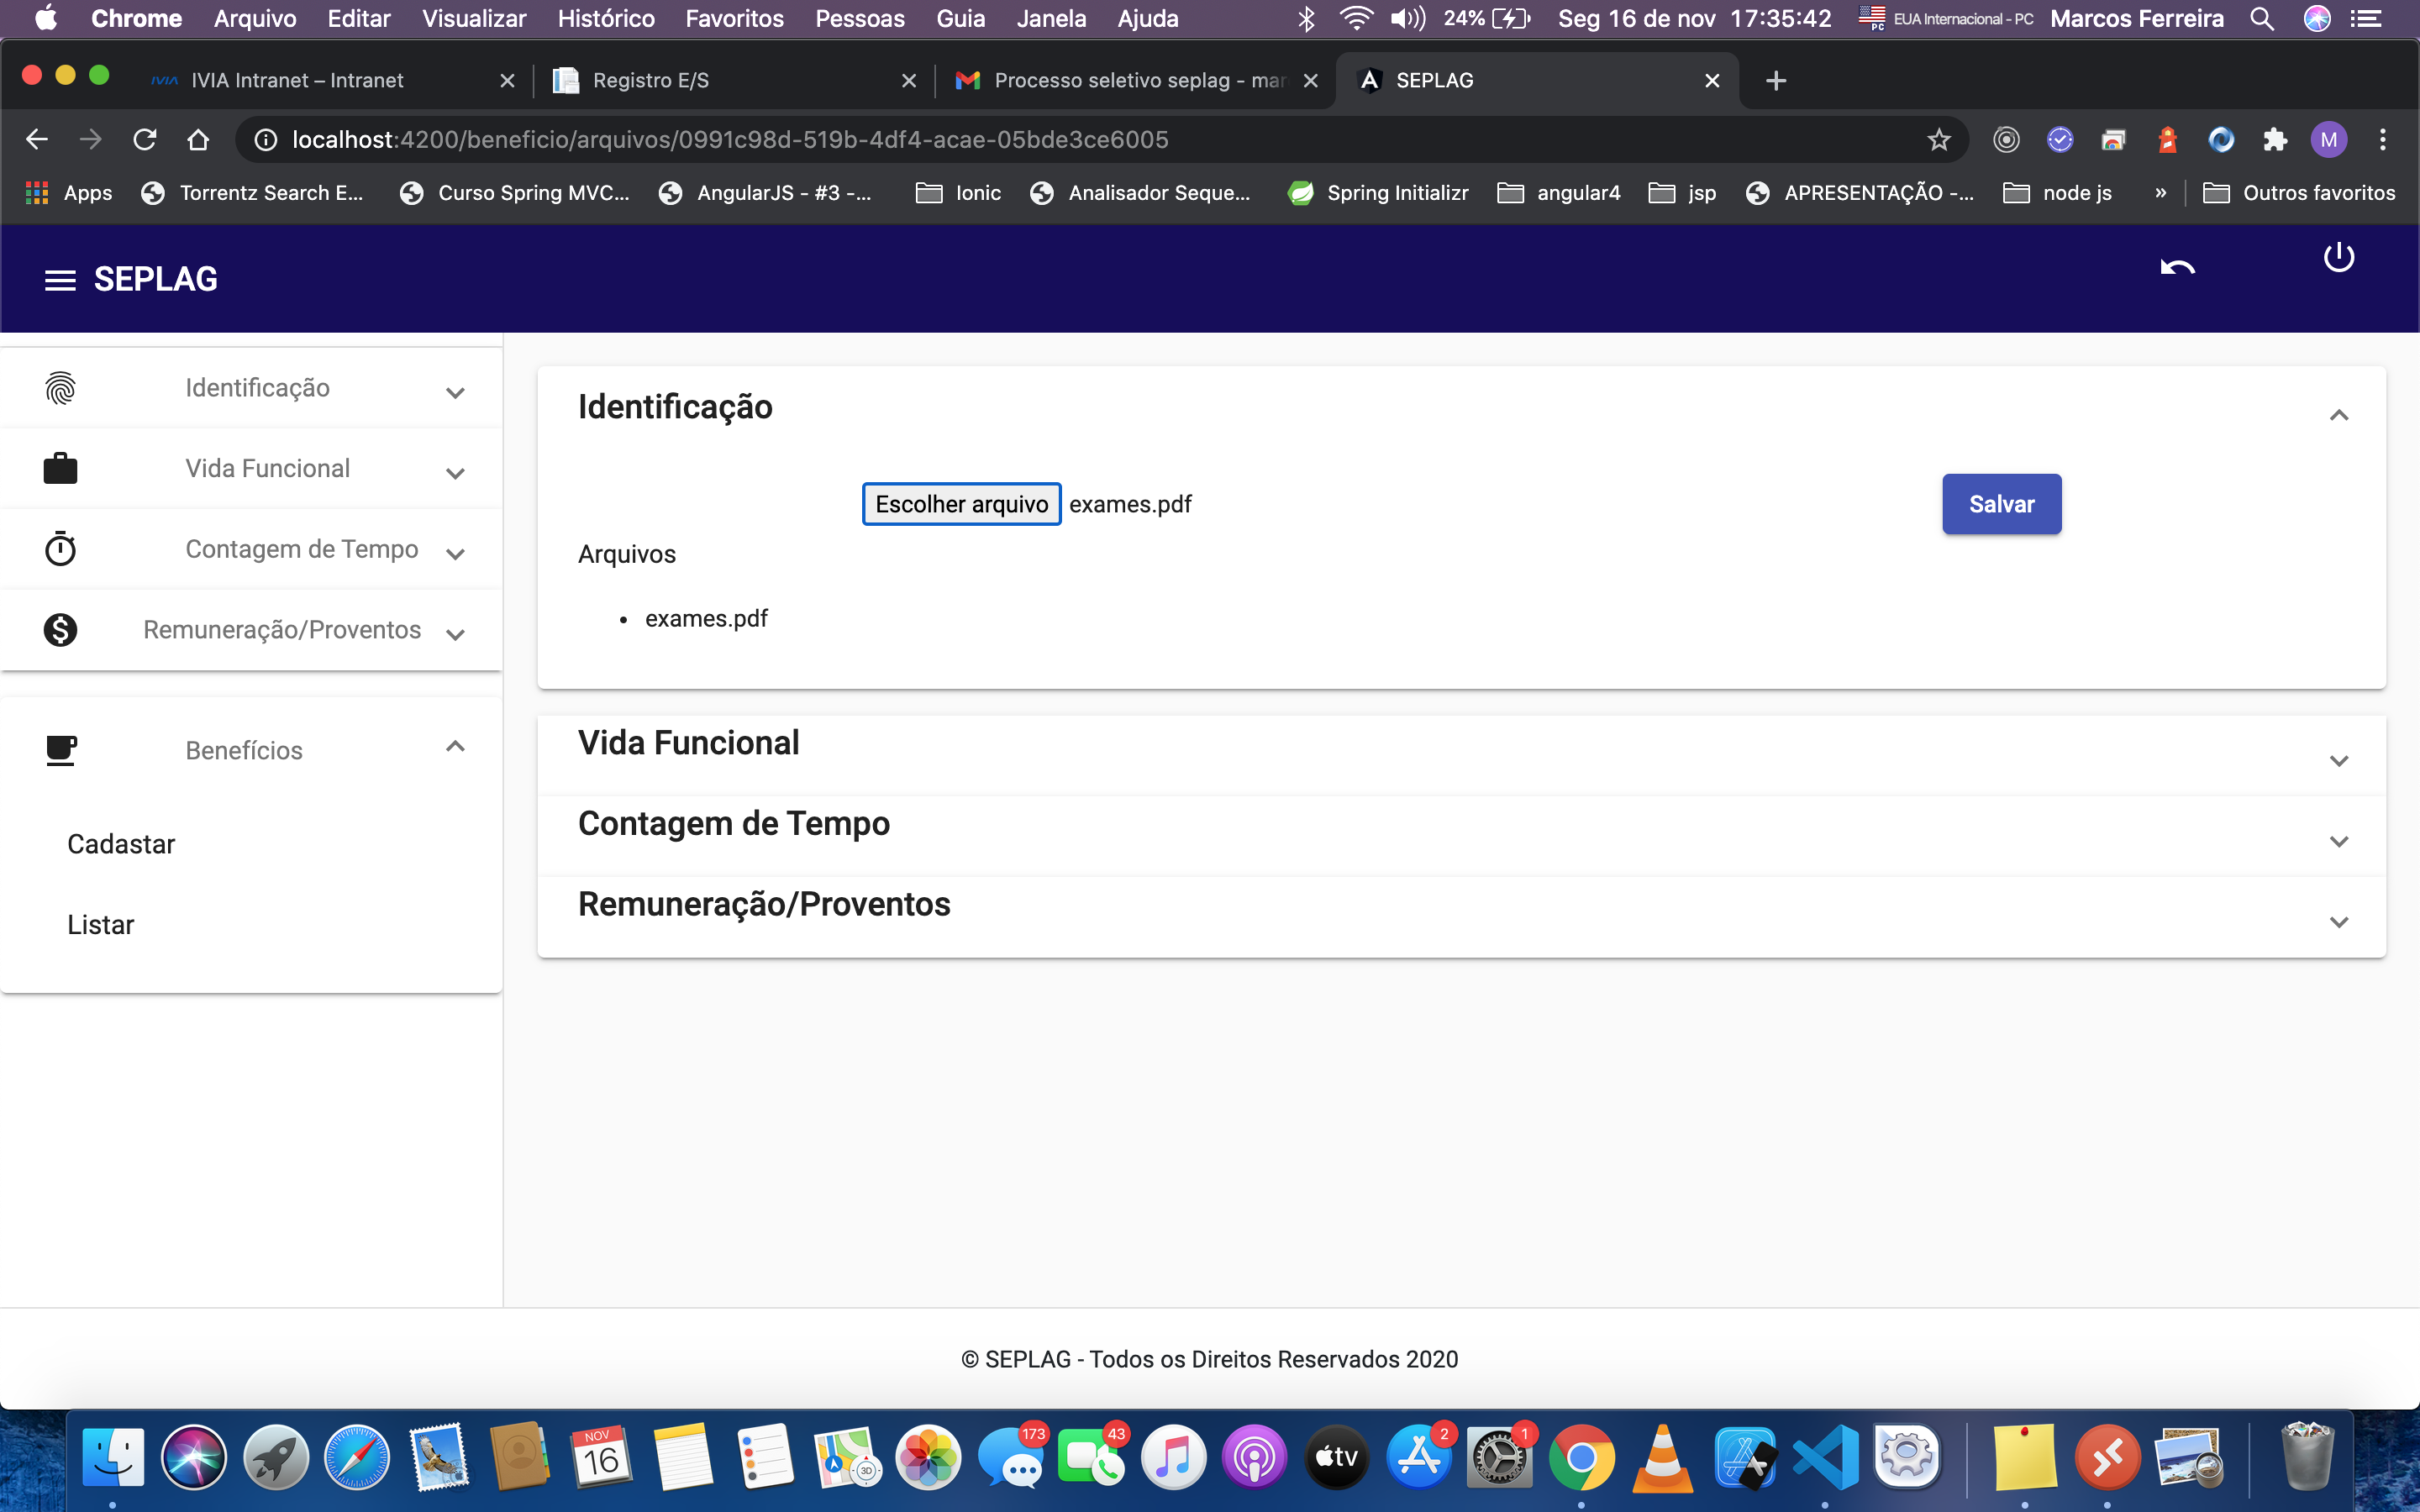 Chrome Arquivo Editar Visualizar Histórico Favoritos Pessoas Guia Janela Ajuda 24% Seg 16 de nov 17:35:42 PC EUA Internacional - PC Marcos Ferreira
IVIA IVIA Intranet – Intranet Registro E/S Processo seletivo seplag - mar SEPLAG
localhost:4200/beneficio/arquivos/0991c98d-519b-4df4-acae-05bde3ce6005 M
Apps Torrentz Search E... Curso Spring MVC... AngularJS - #3 -... Ionic Analisador Seque... Spring Initializr angular4 jsp APRESENTAÇÃO -... node js » Outros favoritos
SEPLAG
Identificação
Vida Funcional
Contagem de Tempo
Remuneração/Proventos
Benefícios
Cadastar
Listar
Identificação
Escolher arquivo exames.pdf Salvar
Arquivos
• exames.pdf
Vida Funcional
Contagem de Tempo
Remuneração/Proventos
© SEPLAG - Todos os Direitos Reservados 2020
NOV
16
3D
173
43
tv
2
1